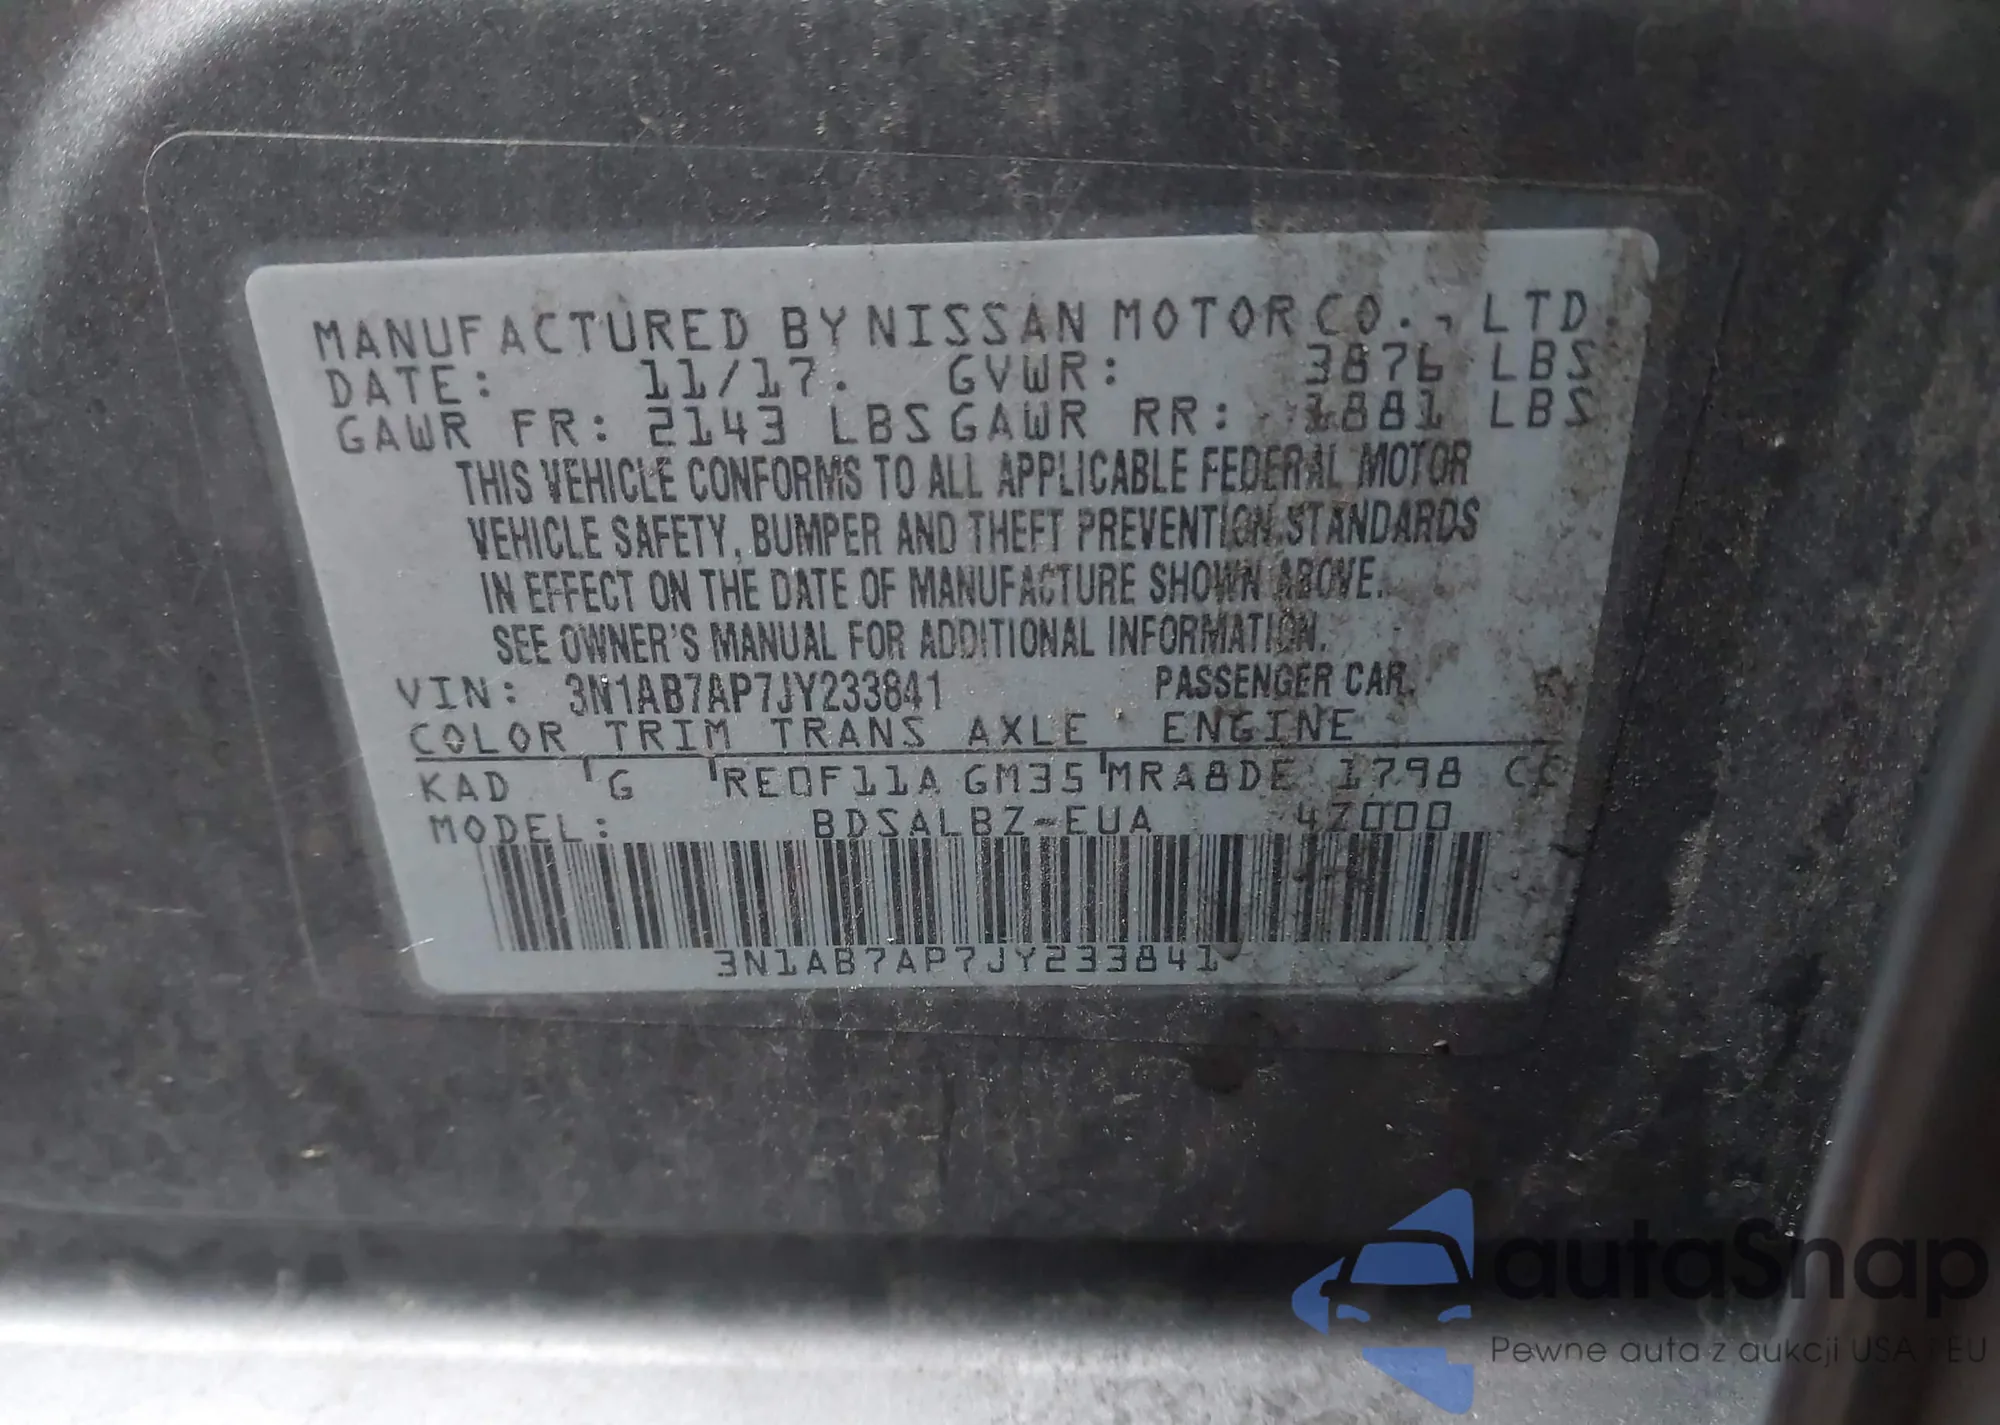 MANUFACTURED BY NISSAN MOTOR CO., LTD.
DATE: 11/17. GVWR: 3876 LBS
GAWR FR: 2143 LBS GAWR RR: 1881 LBS
THIS VEHICLE CONFORMS TO ALL APPLICABLE FEDERAL MOTOR
VEHICLE SAFETY, BUMPER AND THEFT PREVENTION STANDARDS
IN EFFECT ON THE DATE OF MANUFACTURE SHOWN ABOVE.
SEE OWNER'S MANUAL FOR ADDITIONAL INFORMATION.
VIN: 3N1AB7AP7JY233841 PASSENGER CAR.
COLOR TRIM TRANS AXLE ENGINE
KAD G RE0F11A GM35 MRA8DE 1798 CC
MODEL: BDSALBZ-EUA 4Z000
3N1AB7AP7JY233841
autoSnap
Pewne auta z aukcji USA / EU